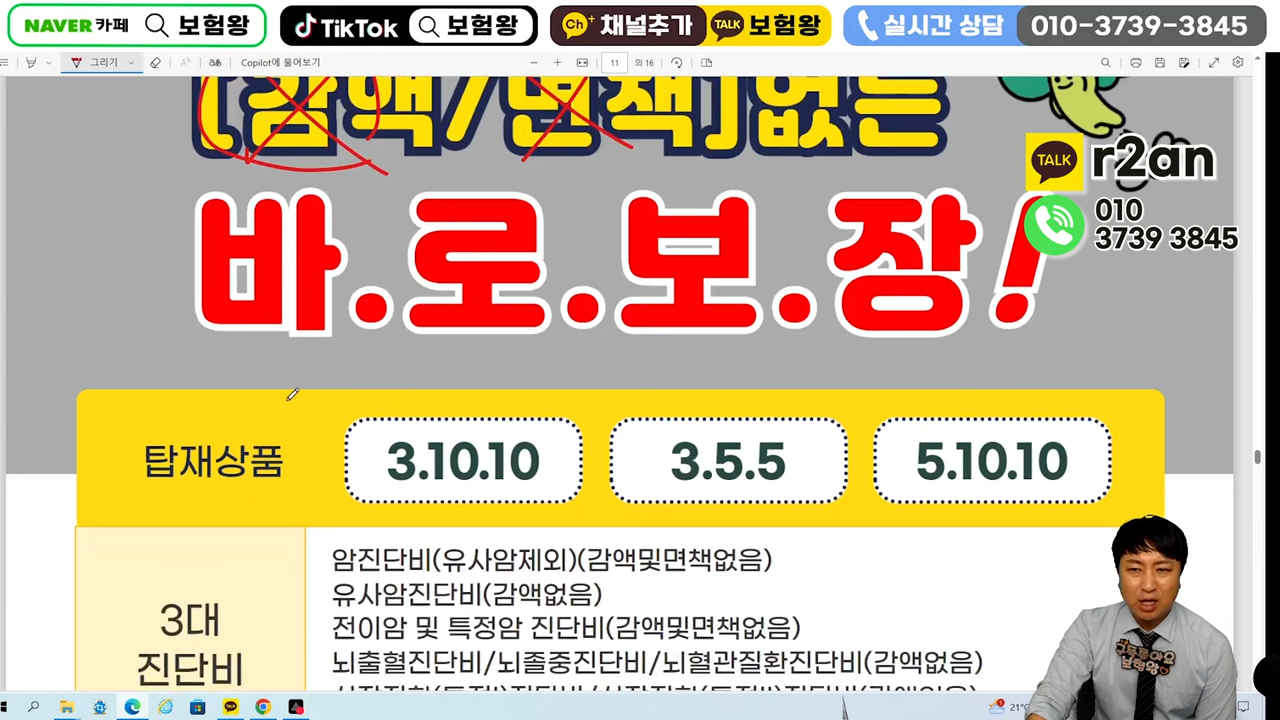 NAVER 카페 보험왕
TikTok 보험왕
Ch+ 채널추가 TALK 보험왕
실시간 상담 010-3739-3845
그리기
Copilot에 물어보기
11 의 16
[감액/면책]없는
TALK r2an
010
3739 3845
바.로.보.장!
탑재상품 3.10.10 3.5.5 5.10.10
3대
진단비
암진단비(유사암제외)(감액및면책없음)
유사암진단비(감액없음)
전이암 및 특정암 진단비(감액및면책없음)
뇌출혈진단비/뇌졸중진단비/뇌혈관질환진단비(감액없음)
보험왕
21°